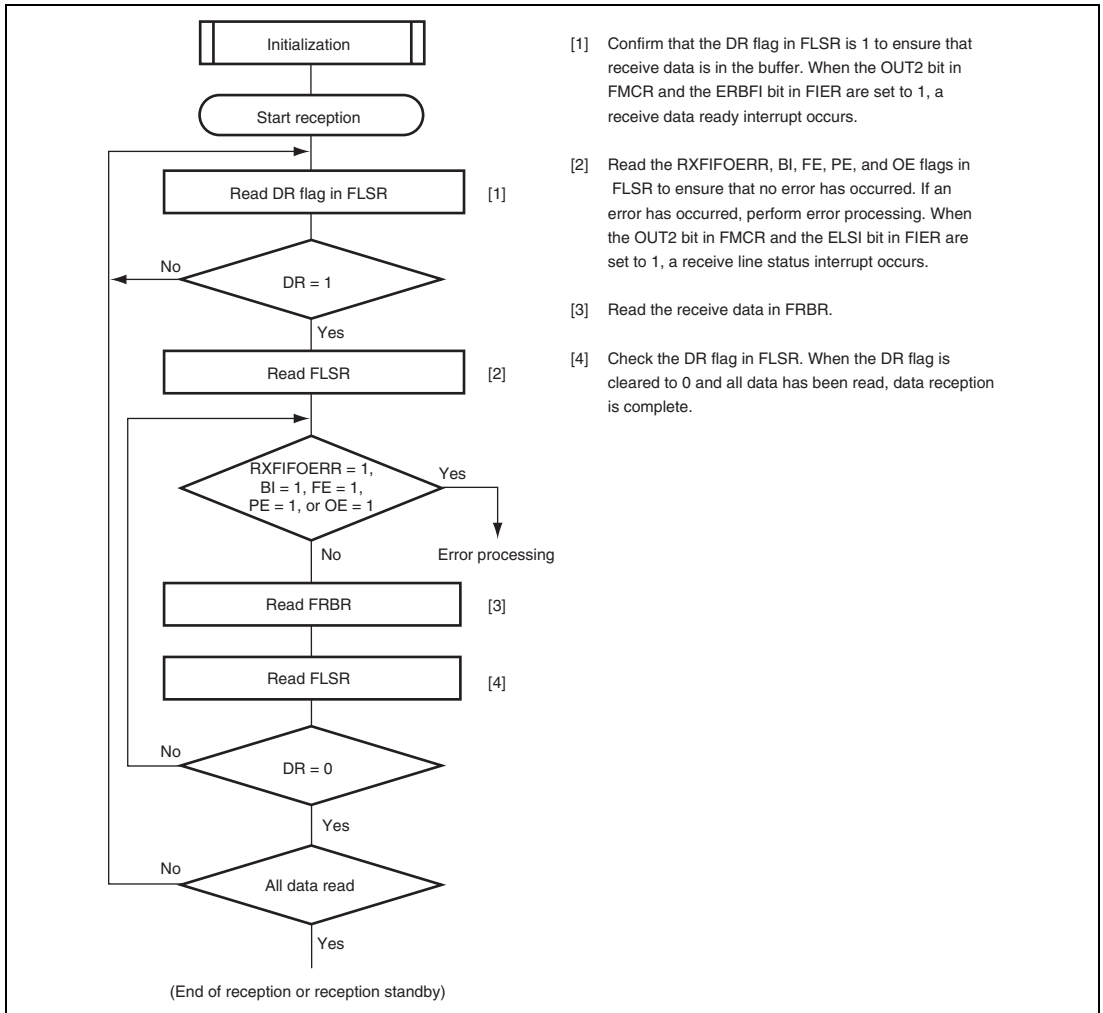 Initialization
Start reception
Read DR flag in FLSR
[1]
No
DR = 1
Yes
Read FLSR
[2]
RXFIFOERR = 1,
BI = 1, FE = 1,
PE = 1, or OE = 1
Yes
No
Error processing
Read FRBR
[3]
Read FLSR
[4]
No
DR = 0
Yes
No
All data read
Yes
(End of reception or reception standby)
[1] Confirm that the DR flag in FLSR is 1 to ensure that
receive data is in the buffer. When the OUT2 bit in
FMCR and the ERBFI bit in FIER are set to 1, a
receive data ready interrupt occurs.
[2] Read the RXFIFOERR, BI, FE, PE, and OE flags in
FLSR to ensure that no error has occurred. If an
error has occurred, perform error processing. When
the OUT2 bit in FMCR and the ELSI bit in FIER are
set to 1, a receive line status interrupt occurs.
[3] Read the receive data in FRBR.
[4] Check the DR flag in FLSR. When the DR flag is
cleared to 0 and all data has been read, data reception
is complete.